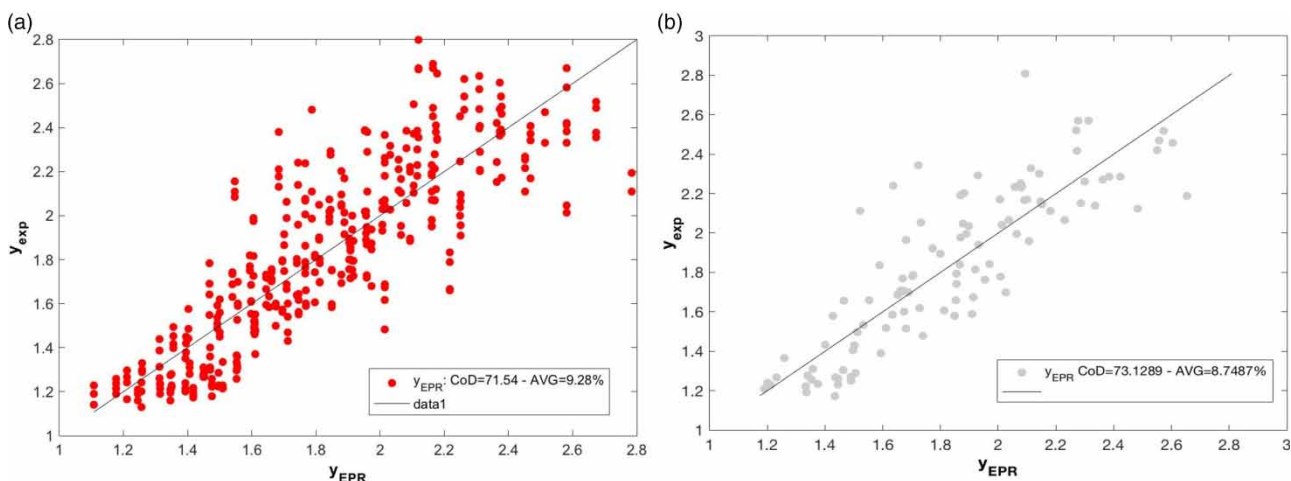 (a)
2.8
2.6
2.4
2.2
2
1.8
1.6
1.4
1.2
1
y_exp
1 1.2 1.4 1.6 1.8 2 2.2 2.4 2.6 2.8
y_EPR
y_EPR: CoD=71.54 - AVG=9.28%
data1
(b)
3
2.8
2.6
2.4
2.2
2
1.8
1.6
1.4
1.2
1
y_exp
1 1.2 1.4 1.6 1.8 2 2.2 2.4 2.6 2.8 3
y_EPR
y_EPR CoD=73.1289 - AVG=8.7487%